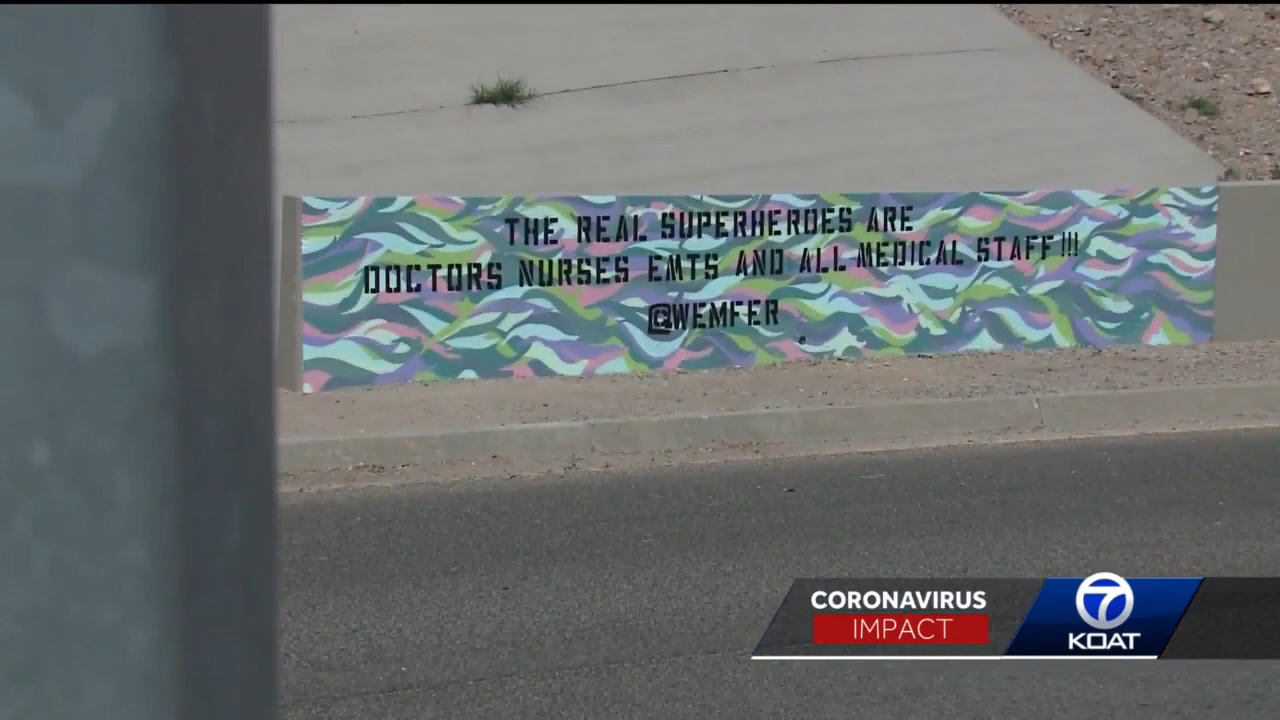 THE REAL SUPERHEROES ARE
DOCTORS NURSES EMTS AND ALL MEDICAL STAFF!!!
@WEMFER
CORONAVIRUS
IMPACT
7
KOAT